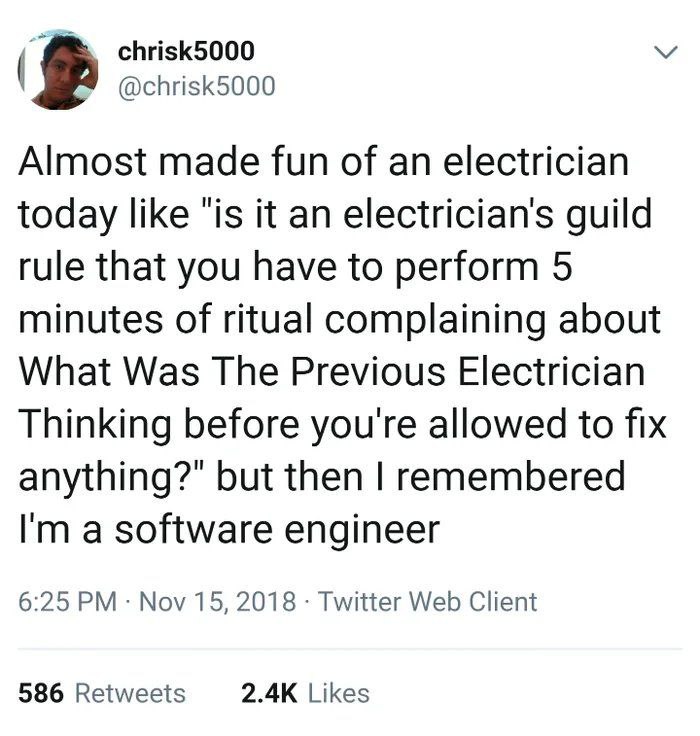 chrisk5000
@chrisk5000
Almost made fun of an electrician
today like "is it an electrician's guild
rule that you have to perform 5
minutes of ritual complaining about
What Was The Previous Electrician
Thinking before you're allowed to fix
anything?" but then I remembered
I'm a software engineer
6:25 PM · Nov 15, 2018 · Twitter Web Client
586 Retweets 2.4K Likes